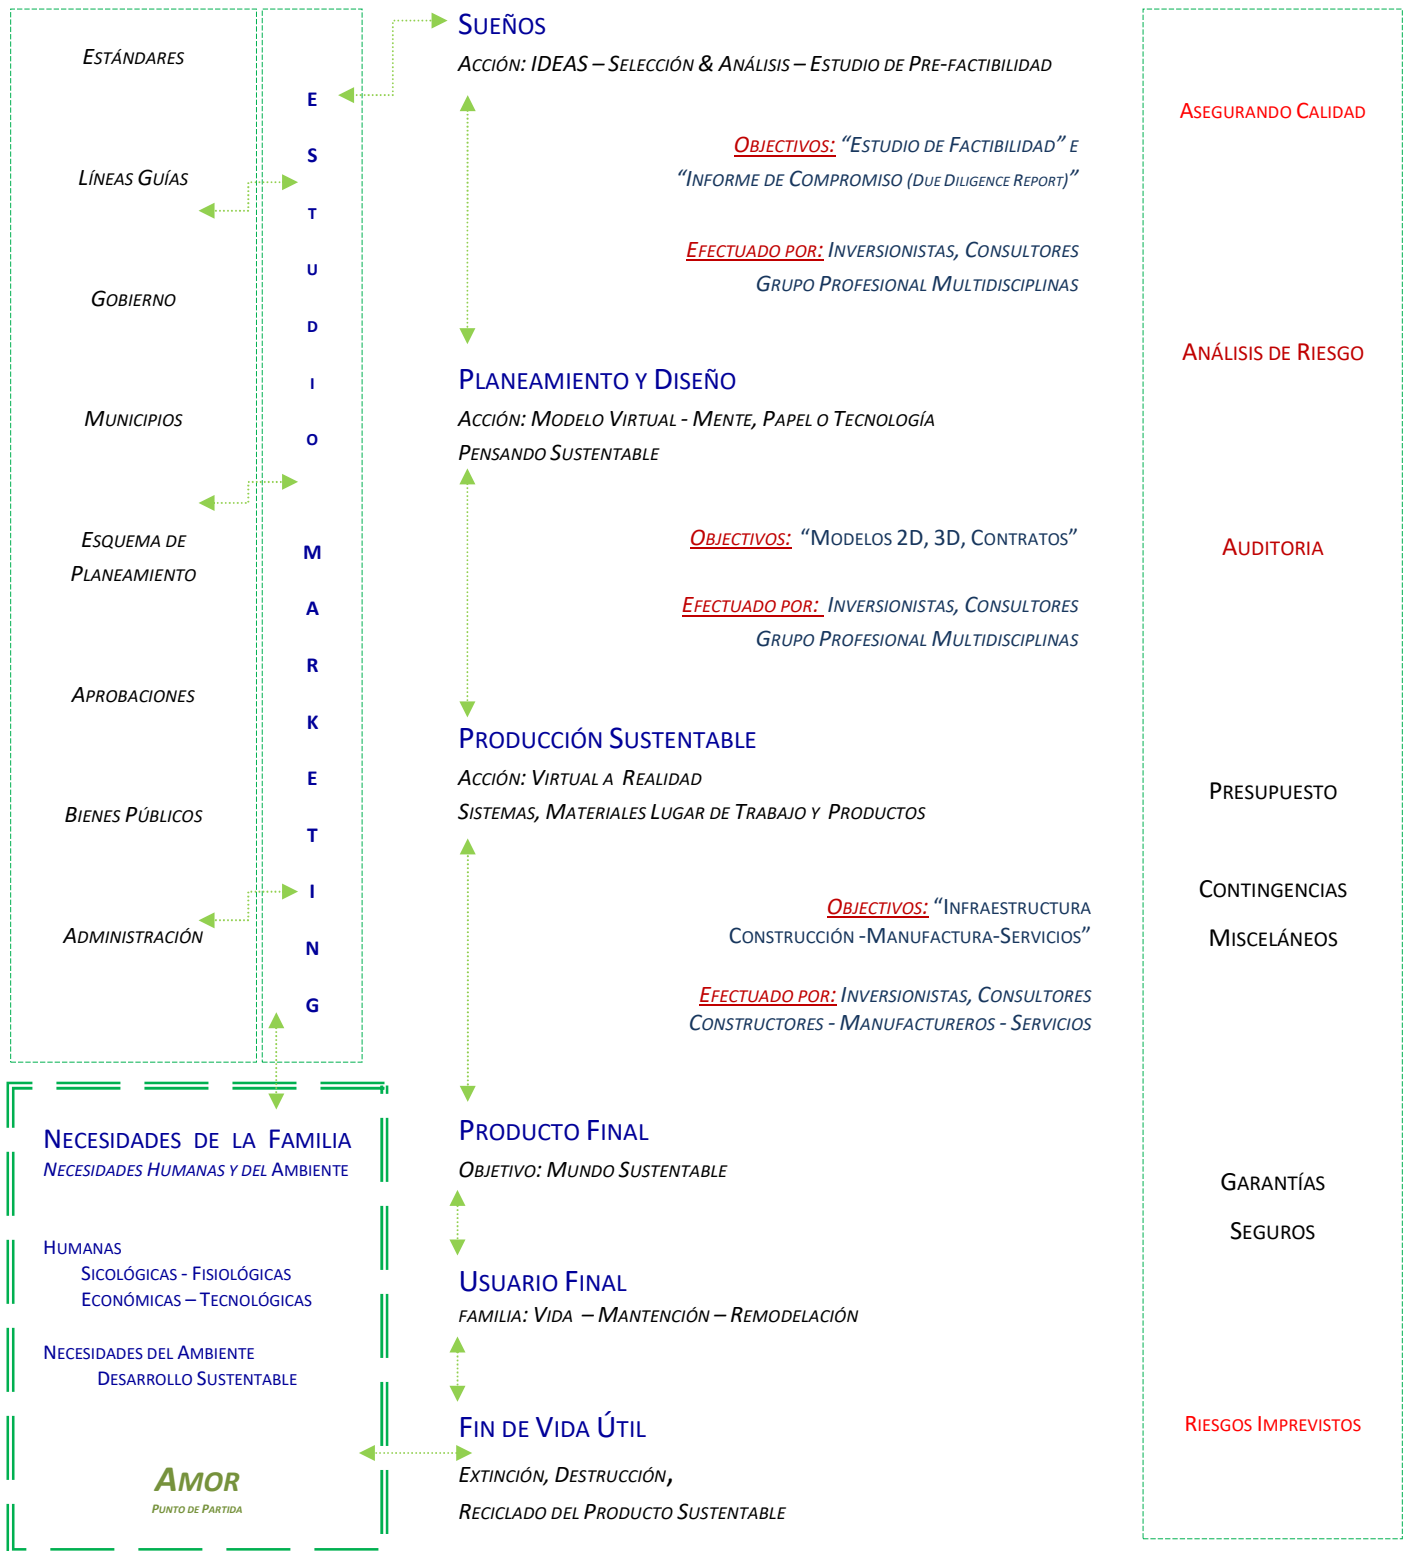 Estándares
Líneas Guías
Gobierno
Municipios
Esquema de
Planeamiento
Aprobaciones
Bienes Públicos
Administración
E
S
T
U
D
I
O
M
A
R
K
E
T
I
N
G
Sueños
Acción: IDEAS – Selección & Análisis – Estudio de Pre-factibilidad
Objectivos: “Estudio de Factibilidad” e
“Informe de Compromiso (Due Diligence Report)”
Efectuado por: Inversionistas, Consultores
Grupo Profesional Multidisciplinas
Planeamiento y Diseño
Acción: Modelo Virtual - Mente, Papel o Tecnología
Pensando Sustentable
Objectivos: “Modelos 2D, 3D, Contratos”
Efectuado por: Inversionistas, Consultores
Grupo Profesional Multidisciplinas
Producción Sustentable
Acción: Virtual a Realidad
Sistemas, Materiales Lugar de Trabajo y Productos
Objectivos: “Infraestructura
Construcción -Manufactura-Servicios”
Efectuado por: Inversionistas, Consultores
Constructores - Manufactureros - Servicios
Producto Final
Objetivo: Mundo Sustentable
Usuario Final
familia: Vida – Mantención – Remodelación
Fin de Vida Útil
Extinción, Destrucción,
Reciclado del Producto Sustentable
Necesidades de la Familia
Necesidades Humanas y del Ambiente
Humanas
Sicológicas - Fisiológicas
Económicas – Tecnológicas
Necesidades del Ambiente
Desarrollo Sustentable
Amor
Punto de Partida
Asegurando Calidad
Análisis de Riesgo
Auditoria
Presupuesto
Contingencias
Misceláneos
Garantías
Seguros
Riesgos Imprevistos